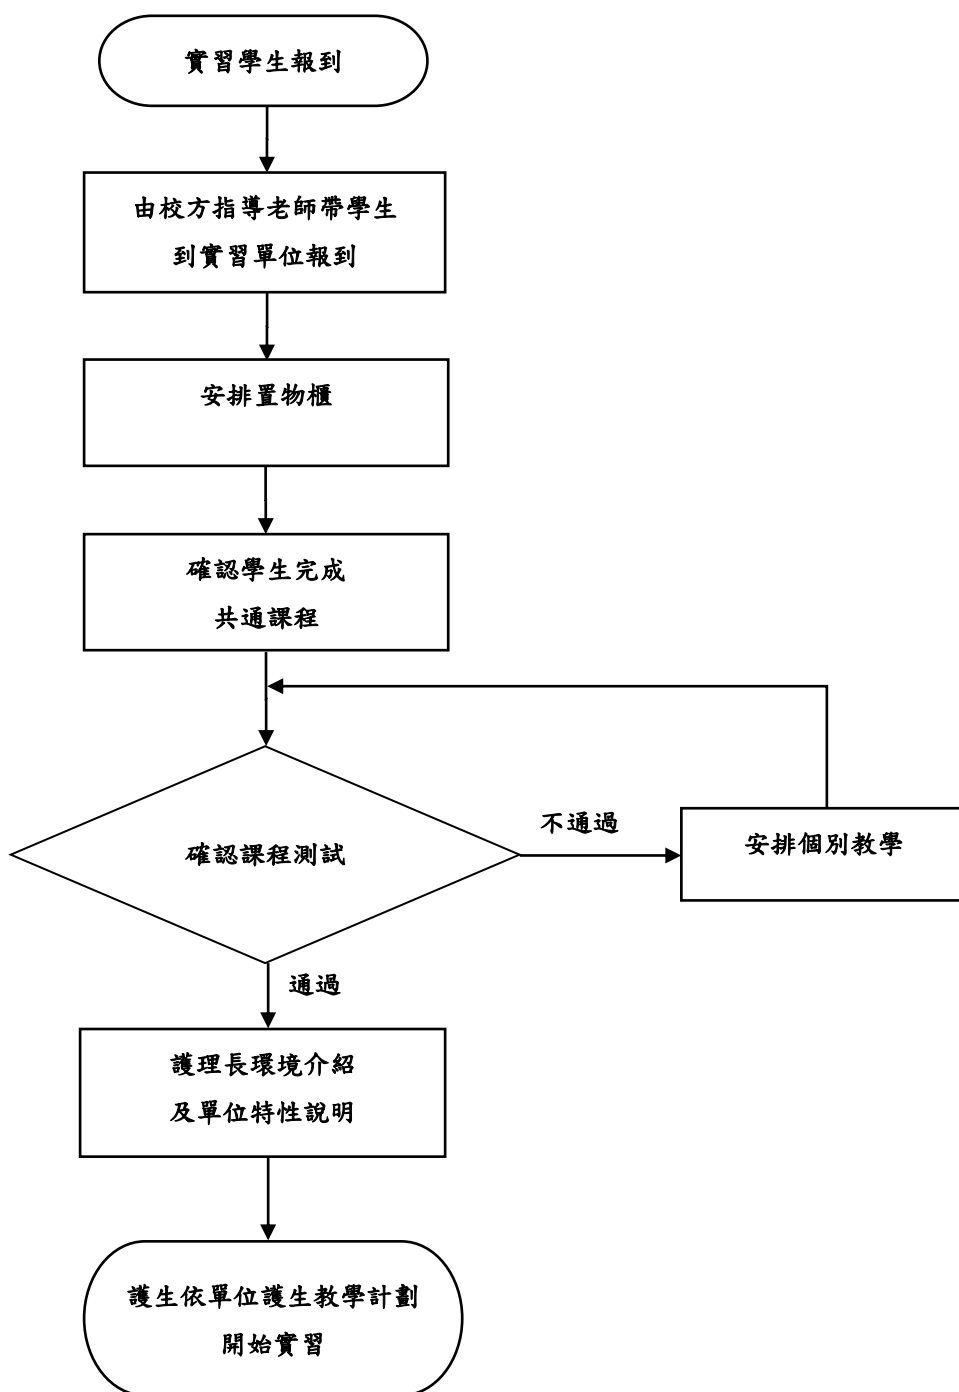 實習學生報到
由校方指導老師帶學生
到實習單位報到
安排置物櫃
確認學生完成
共通課程
確認課程測試
不通過
安排個別教學
通過
護理長環境介紹
及單位特性說明
護生依單位護生教學計劃
開始實習